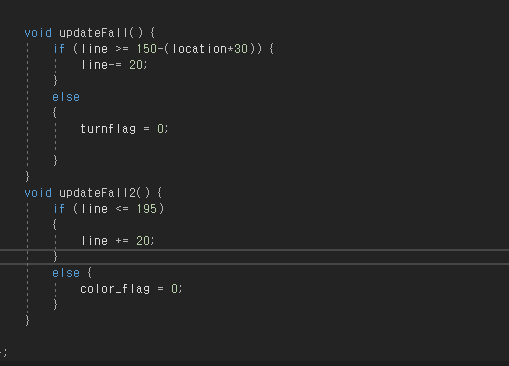 void updateFall() {
if (line >= 150-(location*30)) {
line-= 20;
}
else
{
turnflag = 0;
}
}
void updateFall2() {
if (line <= 195)
{
line += 20;
}
else {
color_flag = 0;
}
}
};